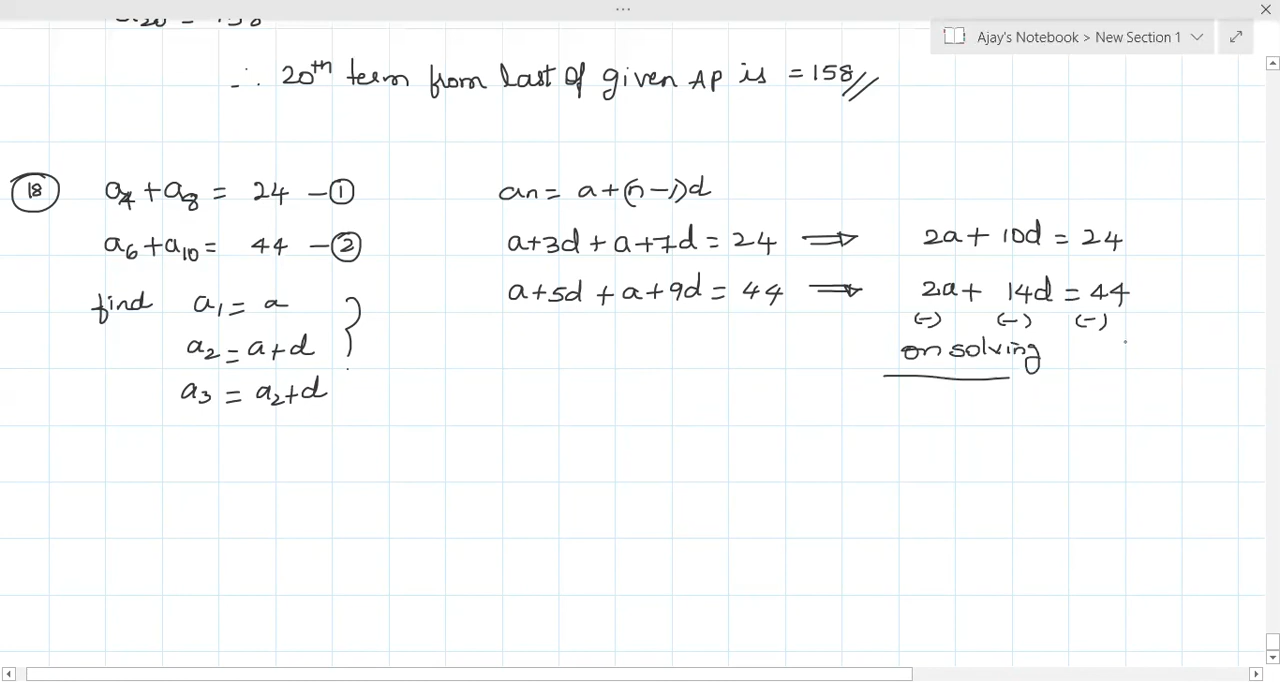 Ajay's Notebook > New Section 1
∴ 20th term from last of given AP is = 158//
18
a4 + a8 = 24 - ①
a6 + a10 = 44 - ②
find a1 = a
a2 = a+d
a3 = a2+d
an = a+(n-1)d
a+3d + a+7d = 24 ⟹ 2a + 10d = 24
a+5d + a+9d = 44 ⟹ 2a + 14d = 44
(-) (-) (-)
on solving